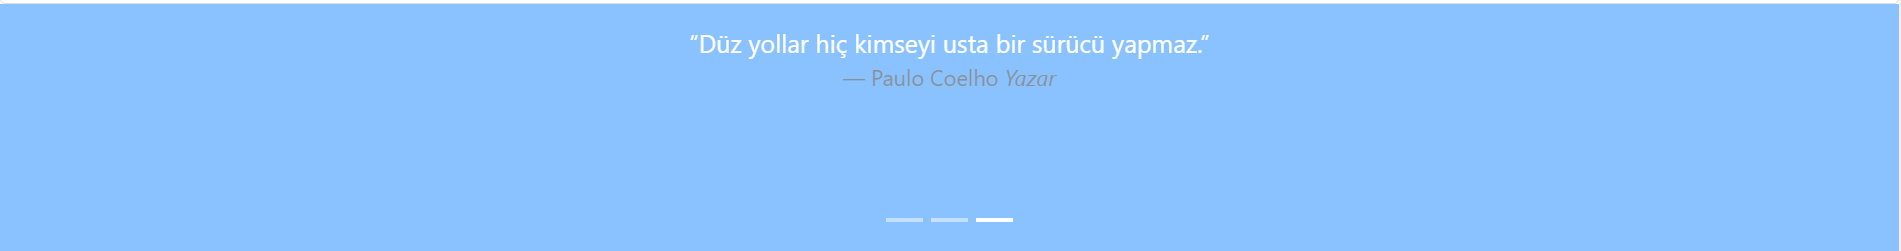 “Düz yollar hiç kimseyi usta bir sürücü yapmaz.”
— Paulo Coelho Yazar